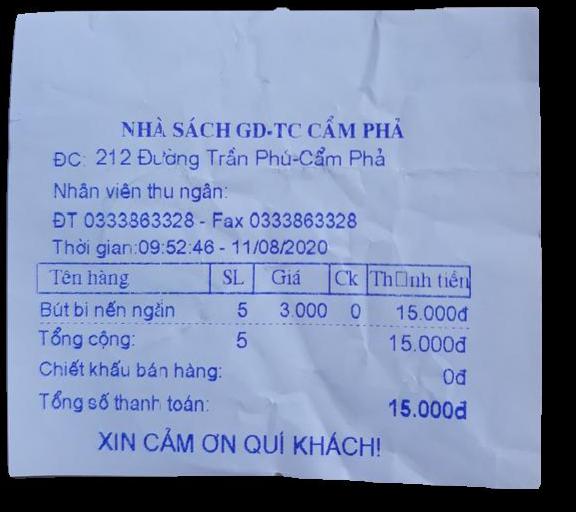 NHÀ SÁCH GD-TC CẨM PHẢ
ĐC: 212 Đường Trần Phú-Cẩm Phả
Nhân viên thu ngân:
ĐT 0333863328 - Fax 0333863328
Thời gian:09:52:46 - 11/08/2020
Tên hàng SL Giá Ck Th□nh tiền
Bút bi nến ngắn 5 3.000 0 15.000đ
Tổng cộng: 5 15.000đ
Chiết khấu bán hàng: 0đ
Tổng số thanh toán: 15.000đ
XIN CẢM ƠN QUÍ KHÁCH!